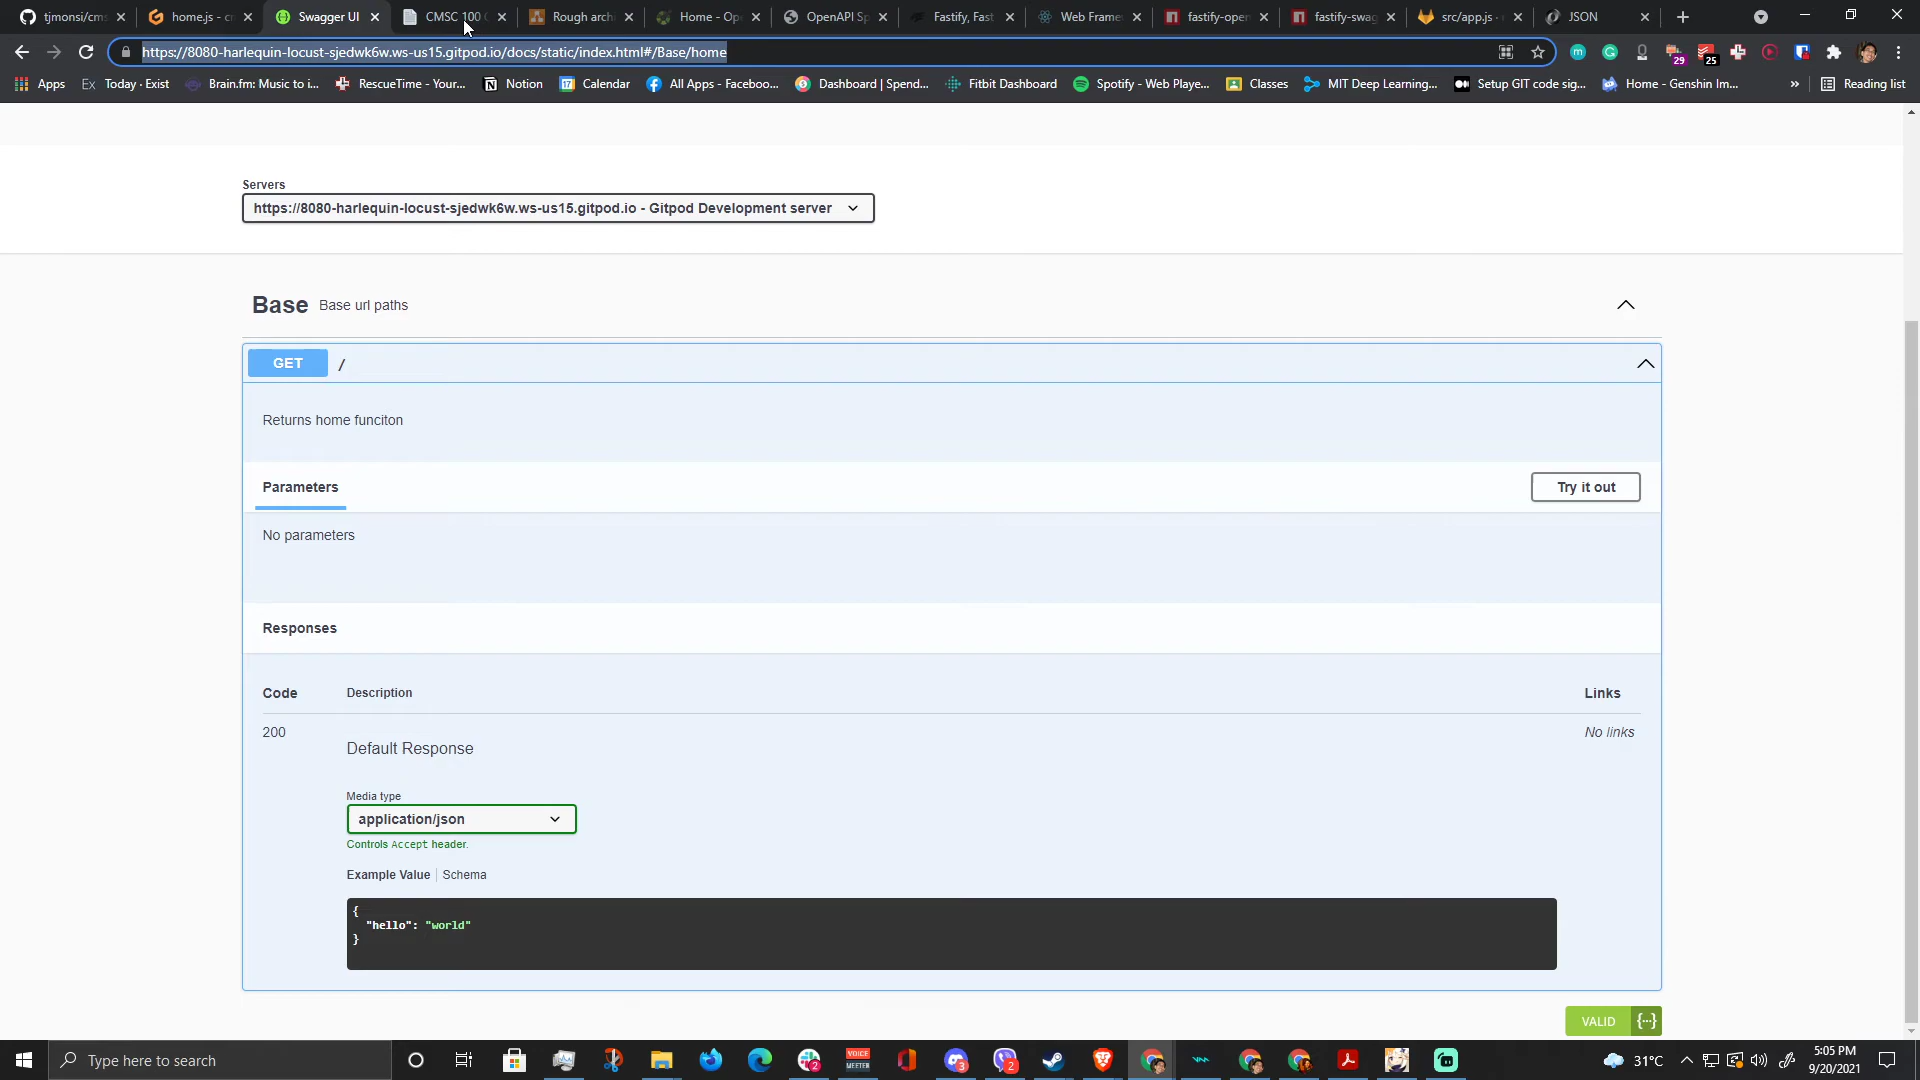 tjmonsi/cms
home.js - cm
Swagger UI
CMSC 100
Rough arch
Home - Op
OpenAPI Sp
Fastify, Fast
Web Frame
fastify-open
fastify-swag
src/app.js ·
JSON
https://8080-harlequin-locust-sjedwk6w.ws-us15.gitpod.io/docs/static/index.html#/Base/home
29
25
Apps
Today · Exist
Brain.fm: Music to i...
RescueTime - Your...
Notion
Calendar
All Apps - Faceboo...
Dashboard | Spend...
Fitbit Dashboard
Spotify - Web Playe...
Classes
MIT Deep Learning...
Setup GIT code sig...
Home - Genshin Im...
»
Reading list
Servers
https://8080-harlequin-locust-sjedwk6w.ws-us15.gitpod.io - Gitpod Development server
Base Base url paths
GET /
Returns home funciton
Parameters
Try it out
No parameters
Responses
Code Description Links
200
No links
Default Response
Media type
application/json
Controls Accept header.
Example Value | Schema
{
"hello": "world"
}
VALID {···}
Type here to search
31°C
5:05 PM
9/20/2021